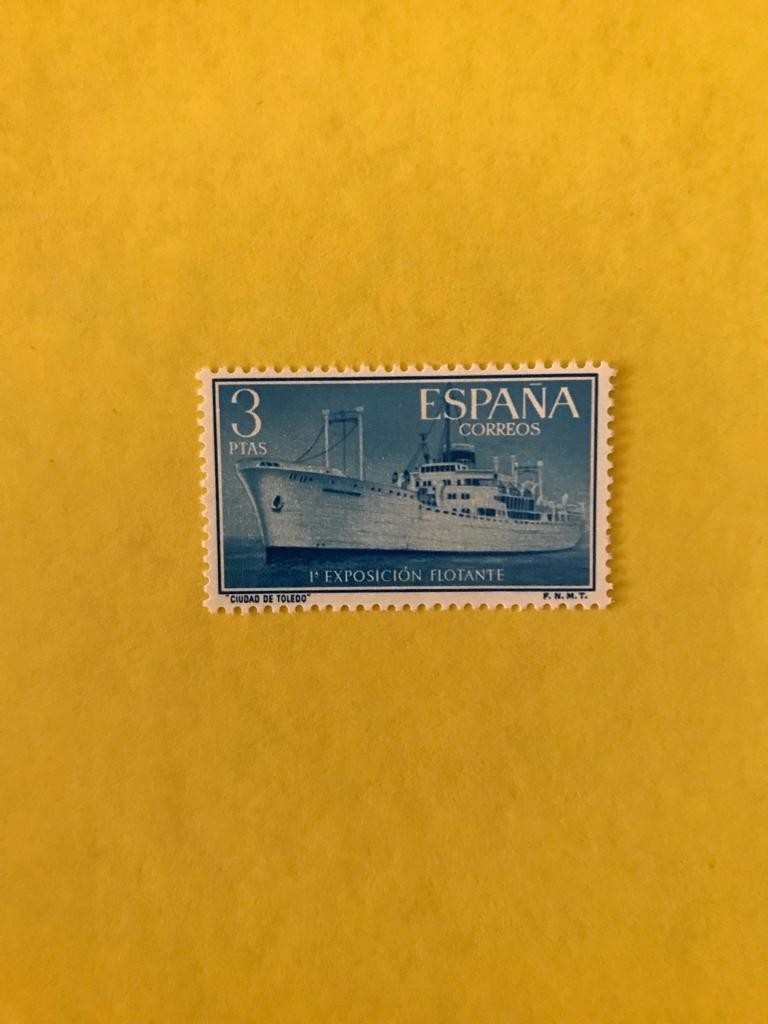 3
PTAS
ESPAÑA
CORREOS
1ª EXPOSICIÓN FLOTANTE
"CIUDAD DE TOLEDO"
F. N. M. T.